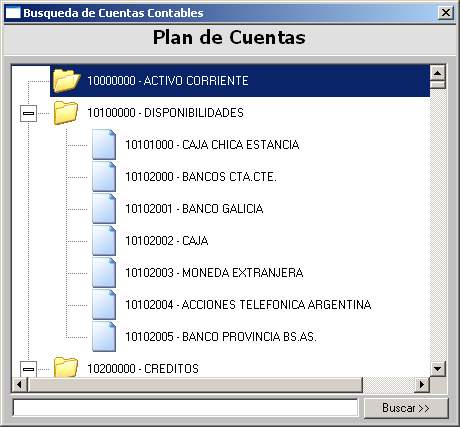 Busqueda de Cuentas Contables
Plan de Cuentas
10000000 - ACTIVO CORRIENTE
10100000 - DISPONIBILIDADES
10101000 - CAJA CHICA ESTANCIA
10102000 - BANCOS CTA.CTE.
10102001 - BANCO GALICIA
10102002 - CAJA
10102003 - MONEDA EXTRANJERA
10102004 - ACCIONES TELEFONICA ARGENTINA
10102005 - BANCO PROVINCIA BS.AS.
10200000 - CREDITOS
Buscar >>